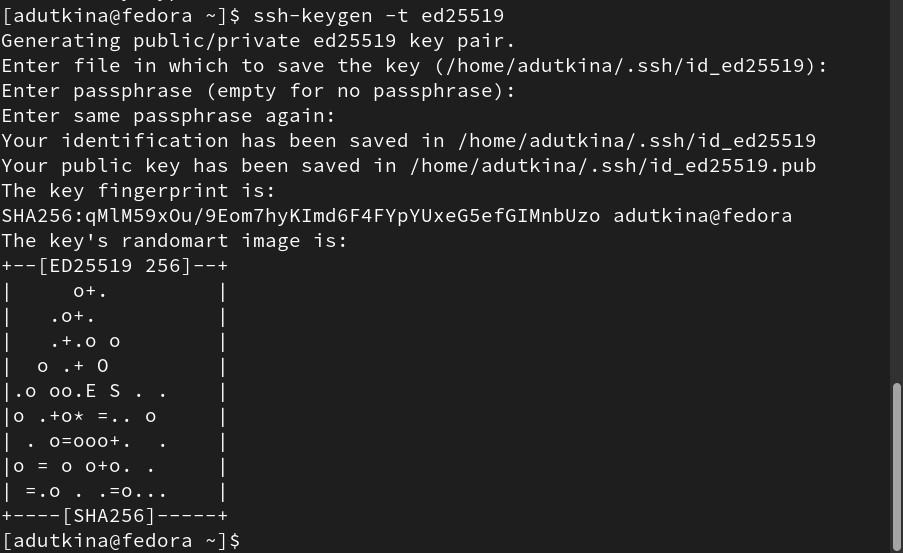 [adutkina@fedora ~]$ ssh-keygen -t ed25519
Generating public/private ed25519 key pair.
Enter file in which to save the key (/home/adutkina/.ssh/id_ed25519):
Enter passphrase (empty for no passphrase):
Enter same passphrase again:
Your identification has been saved in /home/adutkina/.ssh/id_ed25519
Your public key has been saved in /home/adutkina/.ssh/id_ed25519.pub
The key fingerprint is:
SHA256:qMlM59xOu/9Eom7hyKImd6F4FYpYUxeG5efGIMnbUzo adutkina@fedora
The key's randomart image is:
+--[ED25519 256]--+
|     o+.         |
|   .o+.          |
|   .+.o o        |
|  o .+ O         |
|.o oo.E S . .    |
|o .+o* =.. o     |
| . o=ooo+.  .    |
|o = o o+o. .     |
| =.o . .=o...    |
+----[SHA256]-----+
[adutkina@fedora ~]$